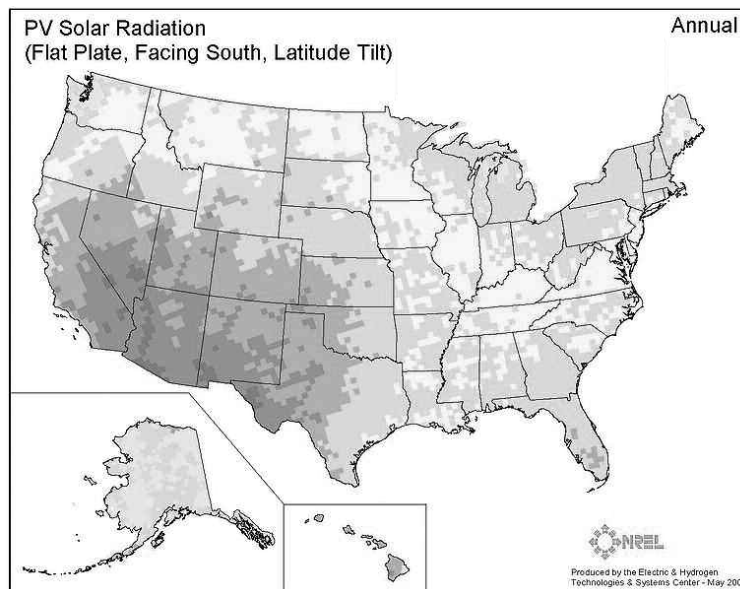 PV Solar Radiation
(Flat Plate, Facing South, Latitude Tilt)
Annual
NREL
Produced by the Electric & Hydrogen
Technologies & Systems Center - May 200